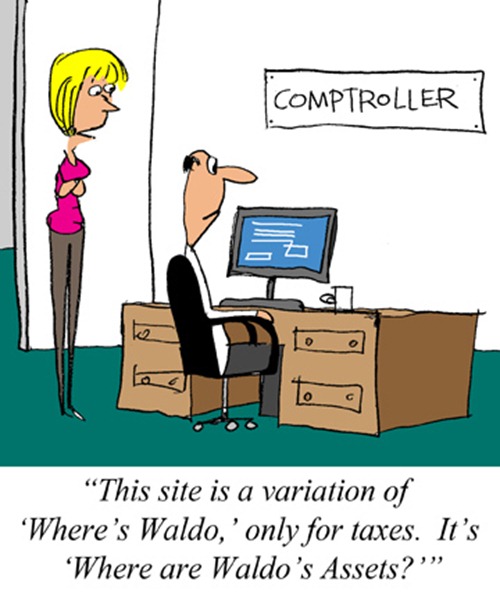 COMPTROLLER
“This site is a variation of
‘Where’s Waldo,’ only for taxes. It’s
‘Where are Waldo’s Assets?’”